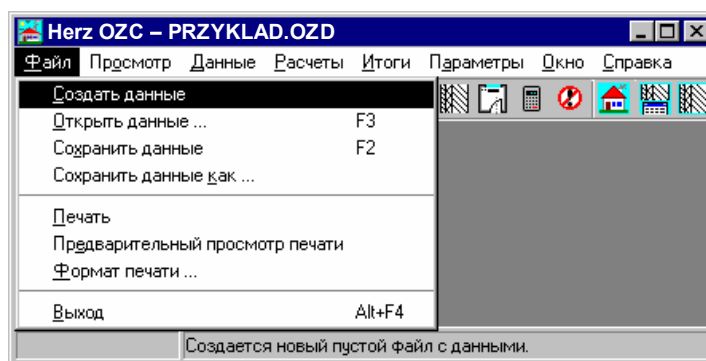 Herz OZC – PRZYKLAD.OZD
Файл Просмотр Данные Расчеты Итоги Параметры Окно Справка
Создать данные
Открыть данные ... F3
Сохранить данные F2
Сохранить данные как ...
Печать
Предварительный просмотр печати
Формат печати ...
Выход Alt+F4
Создается новый пустой файл с данными.